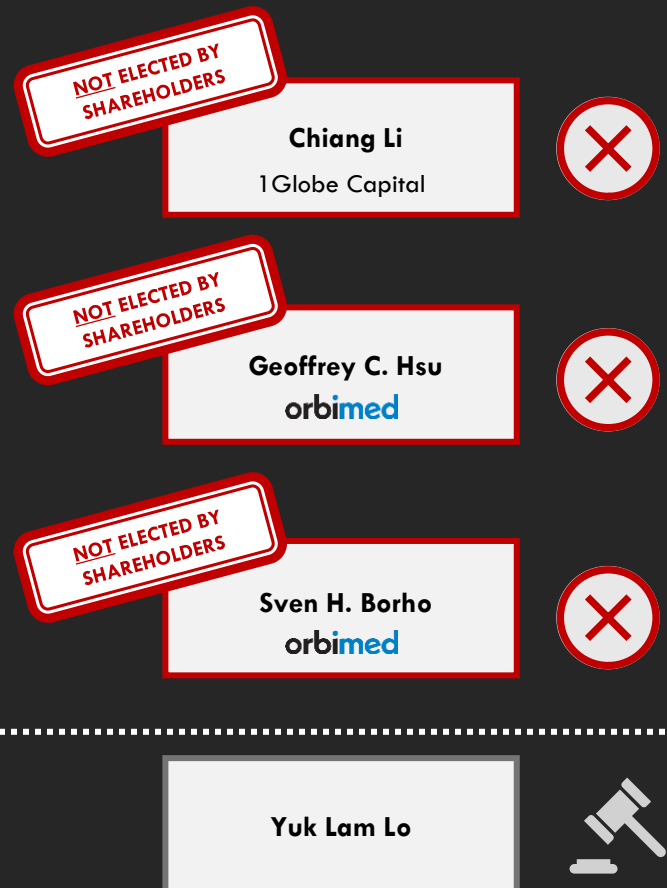 NOT ELECTED BY
SHAREHOLDERS
Chiang Li
1Globe Capital
NOT ELECTED BY
SHAREHOLDERS
Geoffrey C. Hsu
orbimed
NOT ELECTED BY
SHAREHOLDERS
Sven H. Borho
orbimed
Yuk Lam Lo